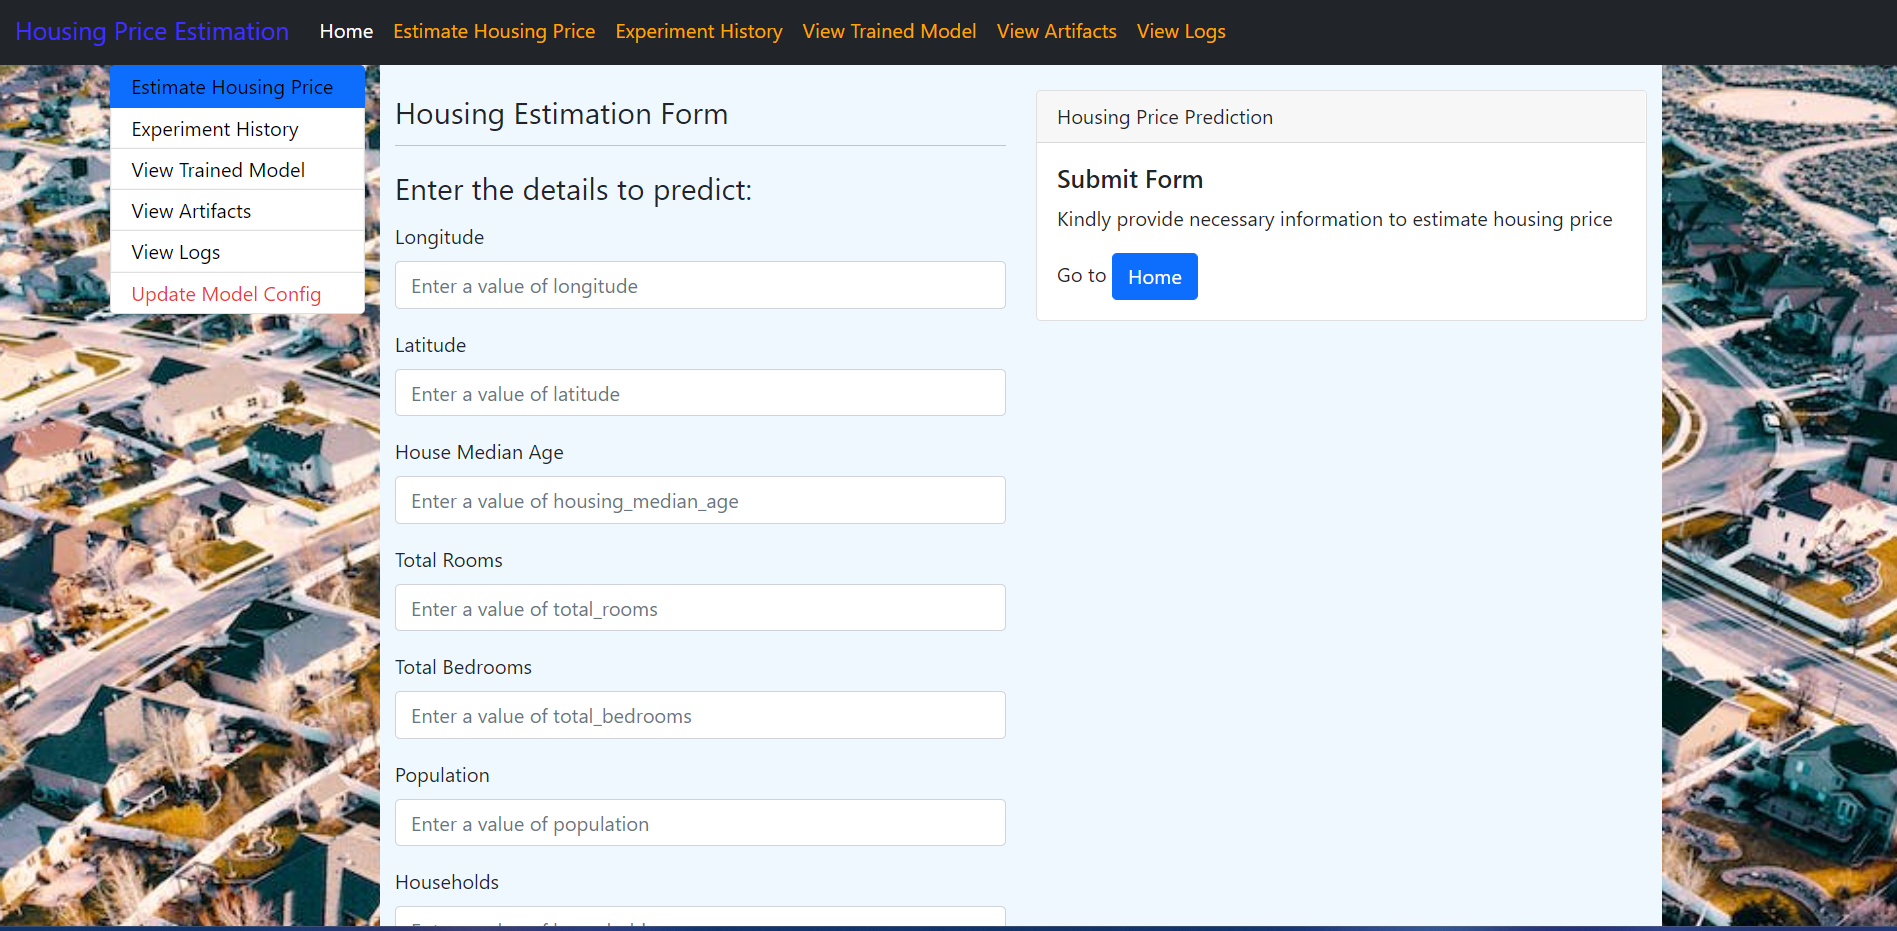 Housing Price Estimation Home Estimate Housing Price Experiment History View Trained Model View Artifacts View Logs
Estimate Housing Price
Experiment History
View Trained Model
View Artifacts
View Logs
Update Model Config
Housing Estimation Form
Enter the details to predict:
Longitude
Enter a value of longitude
Latitude
Enter a value of latitude
House Median Age
Enter a value of housing_median_age
Total Rooms
Enter a value of total_rooms
Total Bedrooms
Enter a value of total_bedrooms
Population
Enter a value of population
Households
Housing Price Prediction
Submit Form
Kindly provide necessary information to estimate housing price
Go to Home